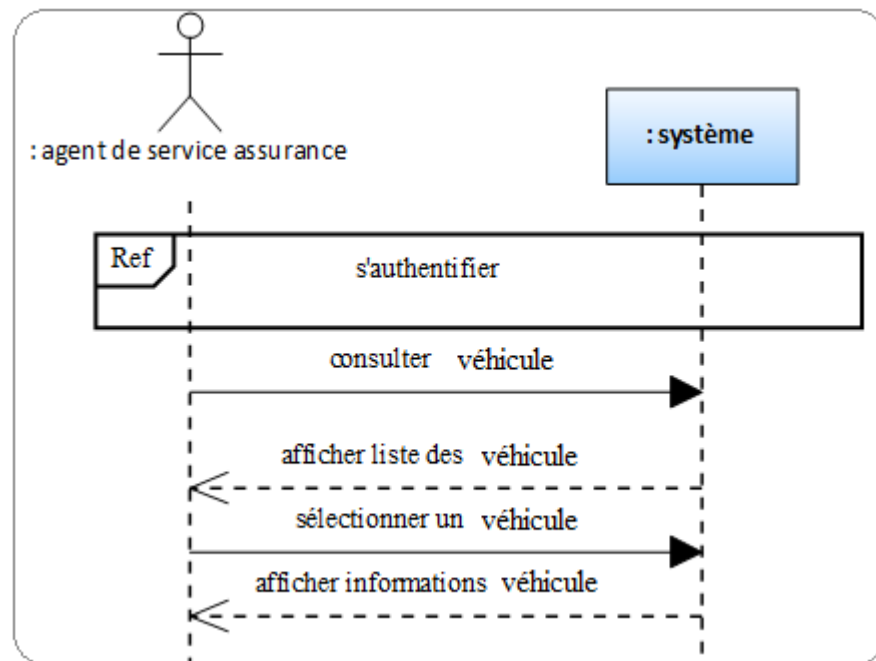 : agent de service assurance
: système
Ref
s'authentifier
consulter véhicule
afficher liste des véhicule
sélectionner un véhicule
afficher informations véhicule